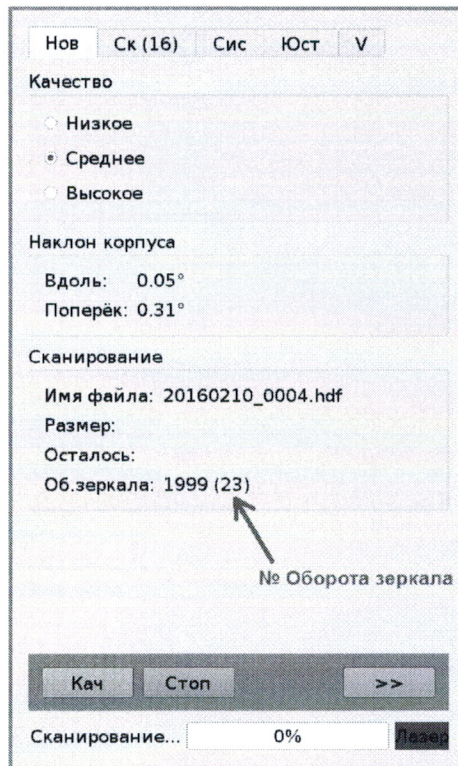 Нов Ск (16) Сис Юст V
Качество
Низкое
Среднее
Высокое
Наклон корпуса
Вдоль: 0.05°
Поперёк: 0.31°
Сканирование
Имя файла: 20160210_0004.hdf
Размер:
Осталось:
Об.зеркала: 1999 (23)
№ Оборота зеркала
Кач Стоп >>
Сканирование... 0% Лазер